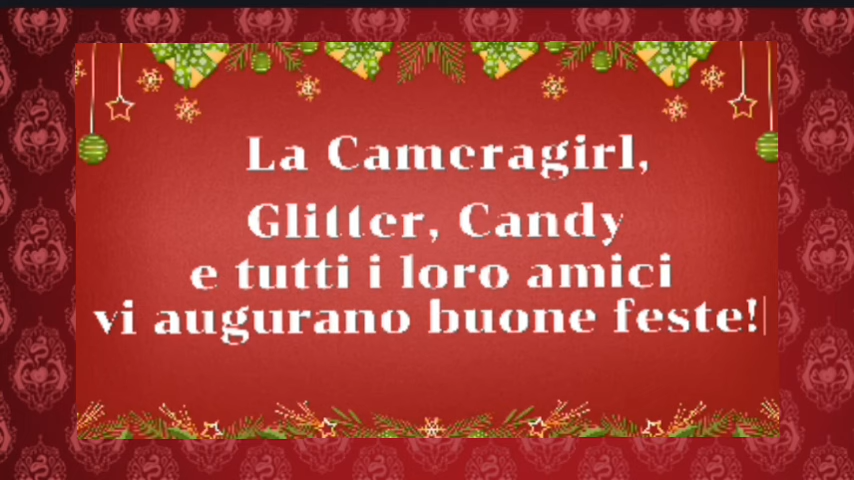 La Cameragirl,
Glitter, Candy
e tutti i loro amici
vi augurano buone feste!